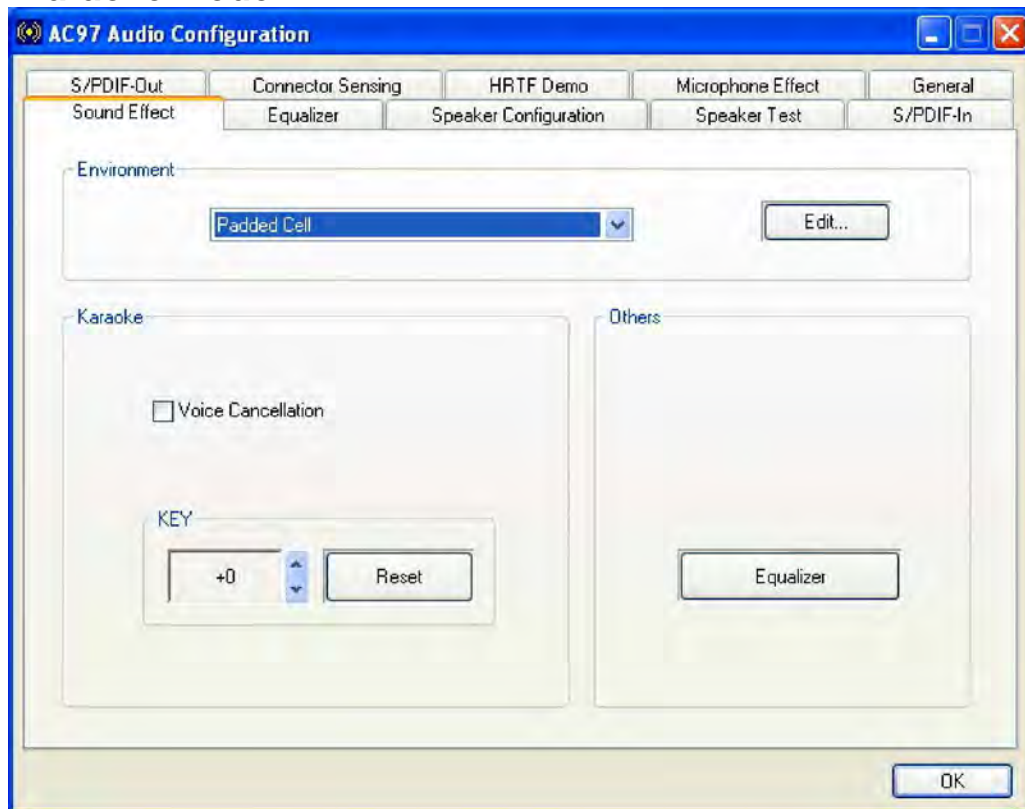 AC97 Audio Configuration
S/PDIF-Out Connector Sensing HRTF Demo Microphone Effect General
Sound Effect Equalizer Speaker Configuration Speaker Test S/PDIF-In
Environment
Padded Cell Edit...
Karaoke Others
Voice Cancellation
KEY
+0 Reset Equalizer
OK